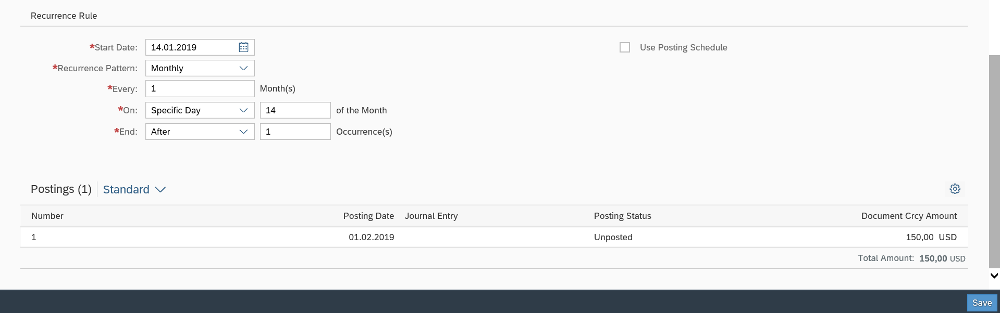 Recurrence Rule
*Start Date: 14.01.2019 Use Posting Schedule
*Recurrence Pattern: Monthly
*Every: 1 Month(s)
*On: Specific Day 14 of the Month
*End: After 1 Occurrence(s)
Postings (1) Standard
Number Posting Date Journal Entry Posting Status Document Crcy Amount
1 01.02.2019 Unposted 150,00 USD
Total Amount: 150,00 USD
Save